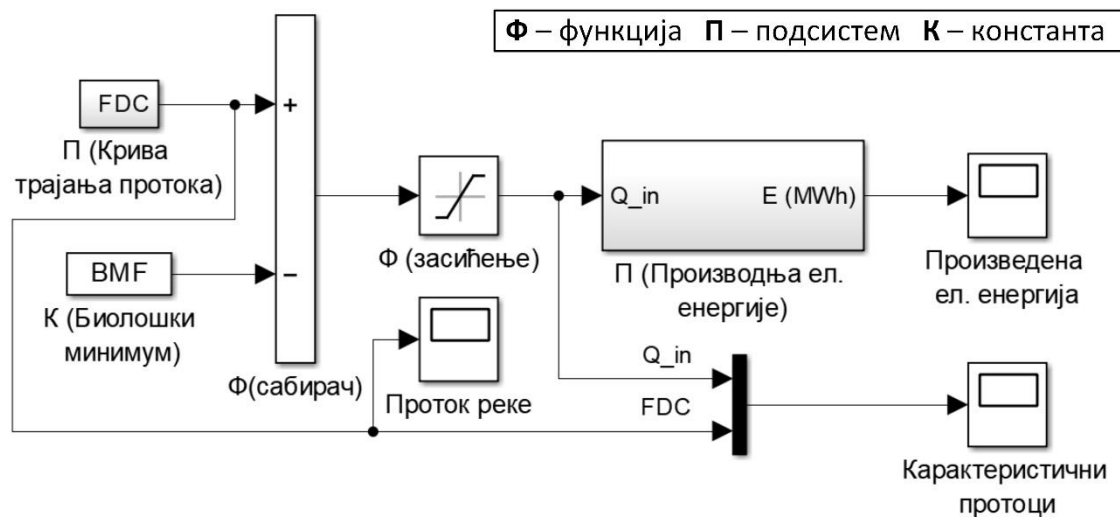 Ф – функција П – подсистем К – константа
FDC
+
П (Крива
трајања протока)
BMF
−
К (Биолошки
минимум)
Ф(сабирач)
Ф (засићење)
Проток реке
Q_in
E (MWh)
П (Производња ел.
енергије)
Произведена
ел. енергија
Q_in
FDC
Карактеристични
протоци